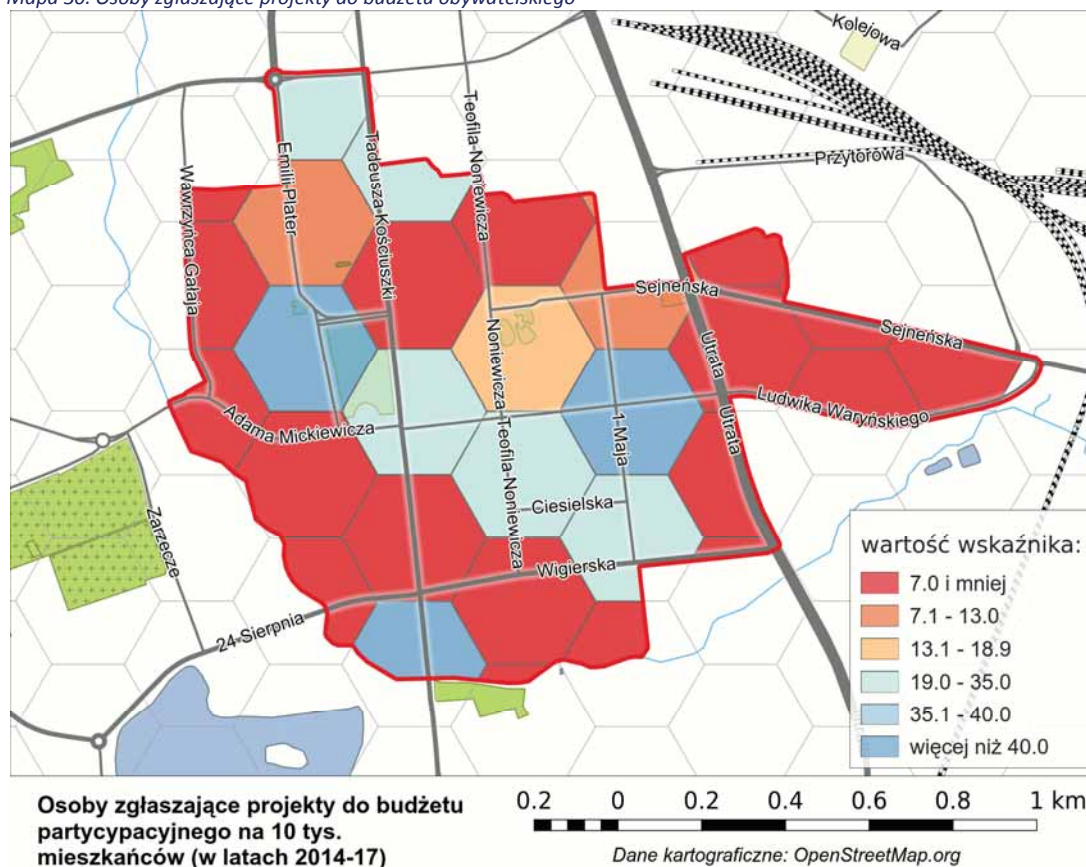 Mapa 30. Osoby zgłaszające projekty do budżetu obywatelskiego
Kolejowa
Przytorowa
Teofila-Noniewicza
Tadeusza Kościuszki
Emilii Plater
Wawrzyńca Gałaja
Sejneńska
Sejneńska
Utrata
Utrata
Noniewicza-Teofila-Noniewicza
1 Maja
Ludwika Waryńskiego
Adama Mickiewicza
Ciesielska
Zarzecze
Wigierska
24 Sierpnia
wartość wskaźnika:
7.0 i mniej
7.1 - 13.0
13.1 - 18.9
19.0 - 35.0
35.1 - 40.0
więcej niż 40.0
Osoby zgłaszające projekty do budżetu
partycypacyjnego na 10 tys.
mieszkańców (w latach 2014-17)
0.2 0 0.2 0.4 0.6 0.8 1 km
Dane kartograficzne: OpenStreetMap.org